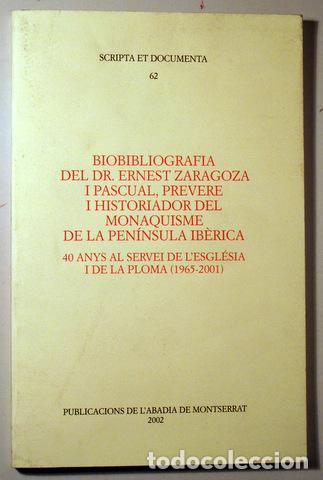 SCRIPTA ET DOCUMENTA
62
BIOBIBLIOGRAFIA
DEL DR. ERNEST ZARAGOZA
I PASCUAL, PREVERE
I HISTORIADOR DEL
MONAQUISME
DE LA PENÍNSULA IBÈRICA
40 ANYS AL SERVEI DE L'ESGLÉSIA
I DE LA PLOMA (1965-2001)
PUBLICACIONS DE L'ABADIA DE MONTSERRAT
2002
todocoleccion.net